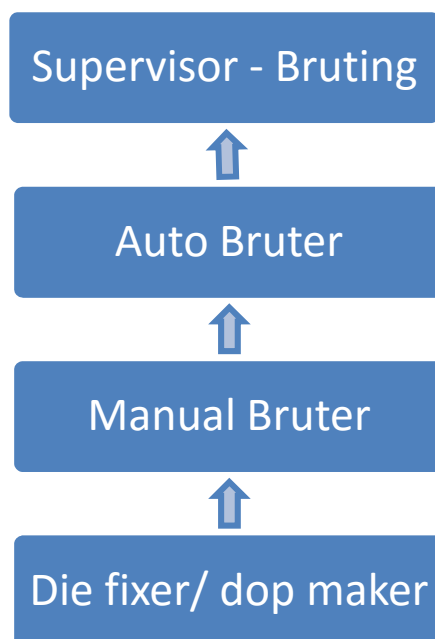 Supervisor - Bruting
Auto Bruter
Manual Bruter
Die fixer/ dop maker